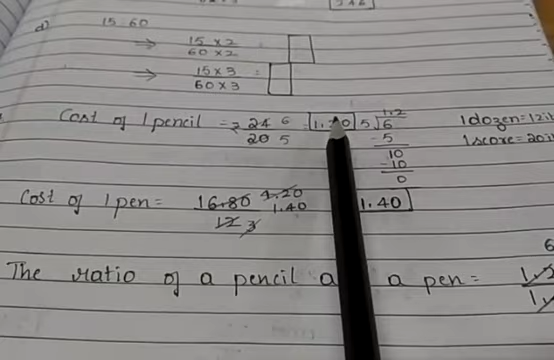 d) 15:60
⇒ 15 × 2 / 60 × 2 =
⇒ 15 × 3 / 60 × 3 =
Cost of 1 pencil = 24 6 / 20 5 = 1.20 5√6 1.2
-5
10
-10
0
1 dozen = 12
1 score = 20
Cost of 1 pen = 16.80 4.20 1.40 / 12 3 1.40
The ratio of a pencil a a pen =